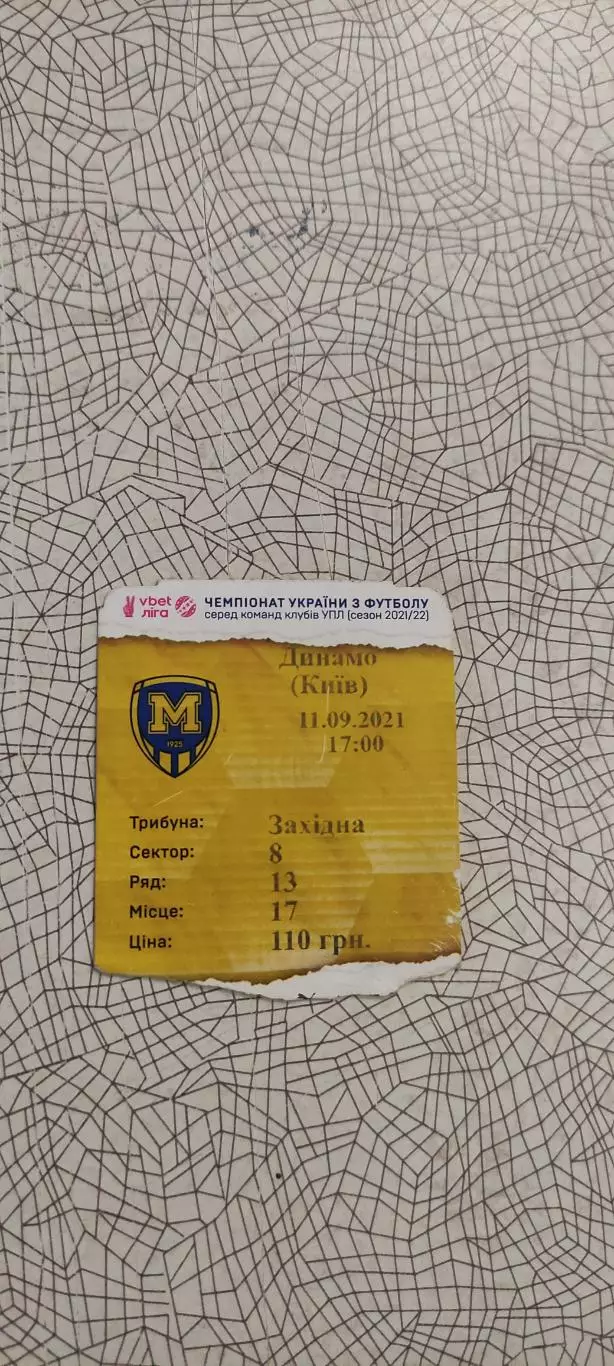 vbet ліга
ЧЕМПІОНАТ УКРАЇНИ З ФУТБОЛУ
серед команд клубів УПЛ (сезон 2021/22)
Динамо
(Київ)
M
1925
11.09.2021
17:00
Трибуна: Західна
Сектор: 8
Ряд: 13
Місце: 17
Ціна: 110 грн.